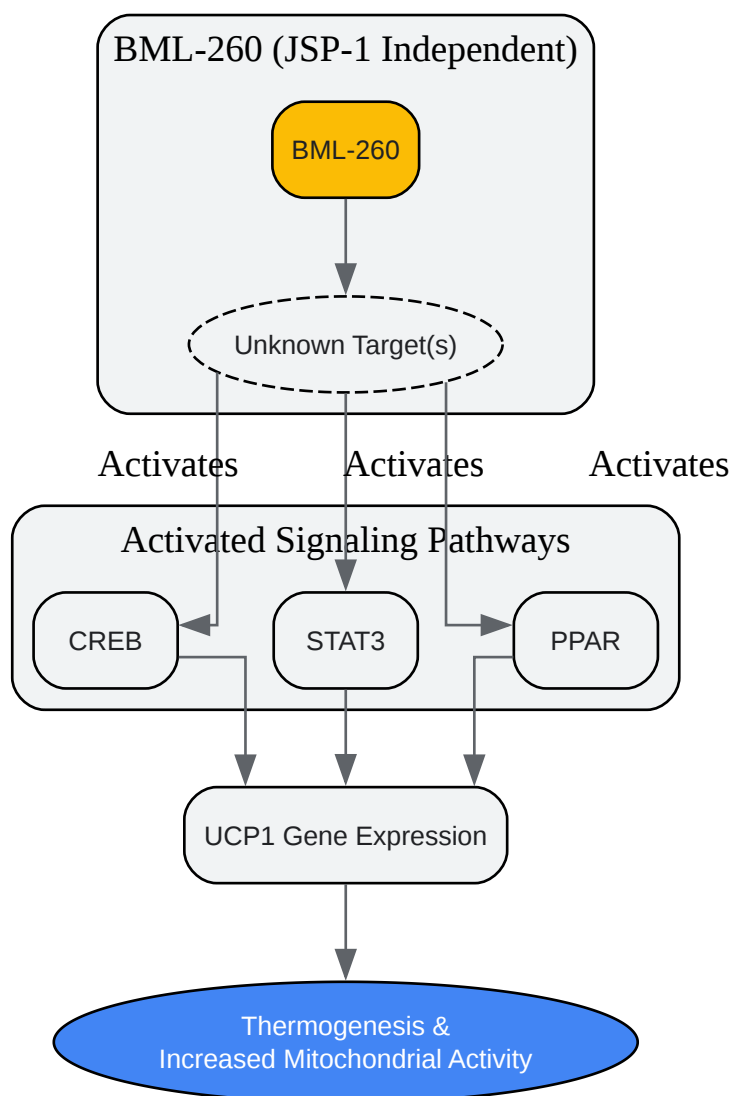 BML-260 (JSP-1 Independent)
BML-260
Unknown Target(s)
Activates Activates Activates
Activated Signaling Pathways
CREB STAT3 PPAR
UCP1 Gene Expression
Thermogenesis &
Increased Mitochondrial Activity